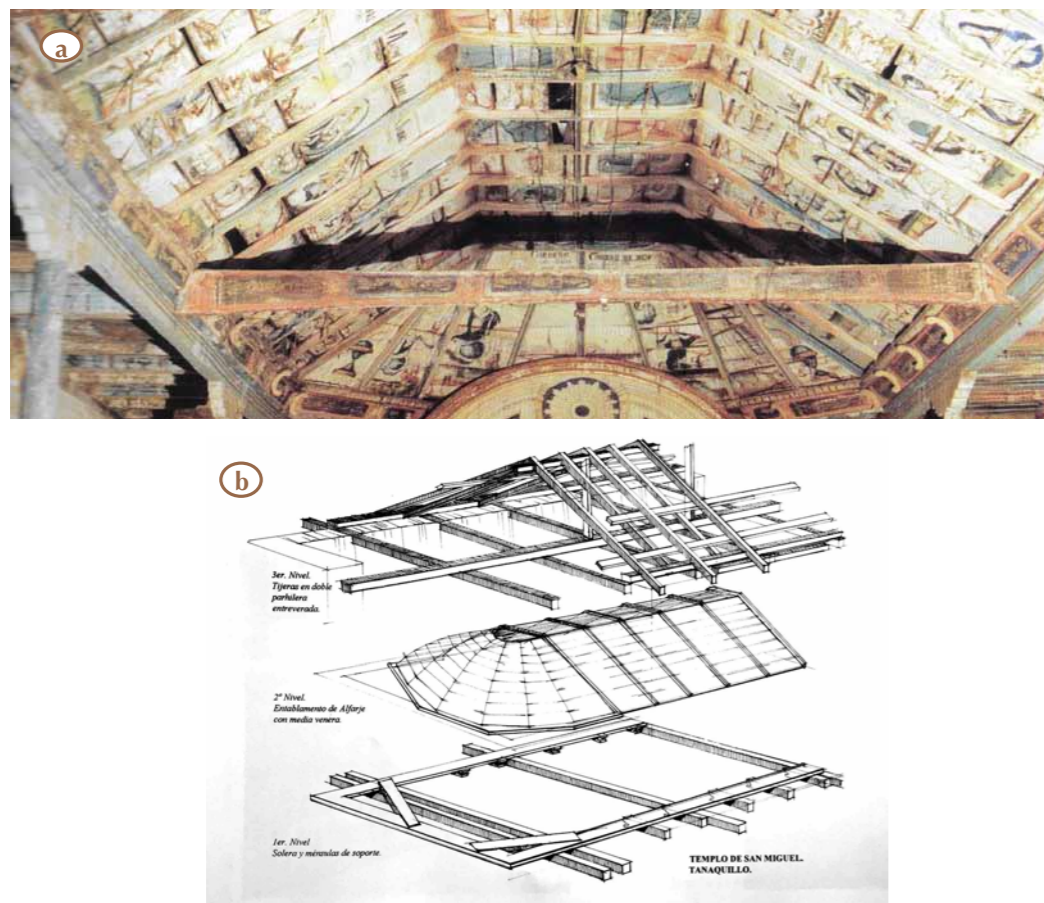 a
b
3er. Nivel.
Tijeras en doble
parhilera
entreverada.
2º Nivel.
Entablamento de Alfarje
con media venera.
1er. Nivel
Solera y ménsulas de soporte.
TEMPLO DE SAN MIGUEL.
TANAQUILLO.